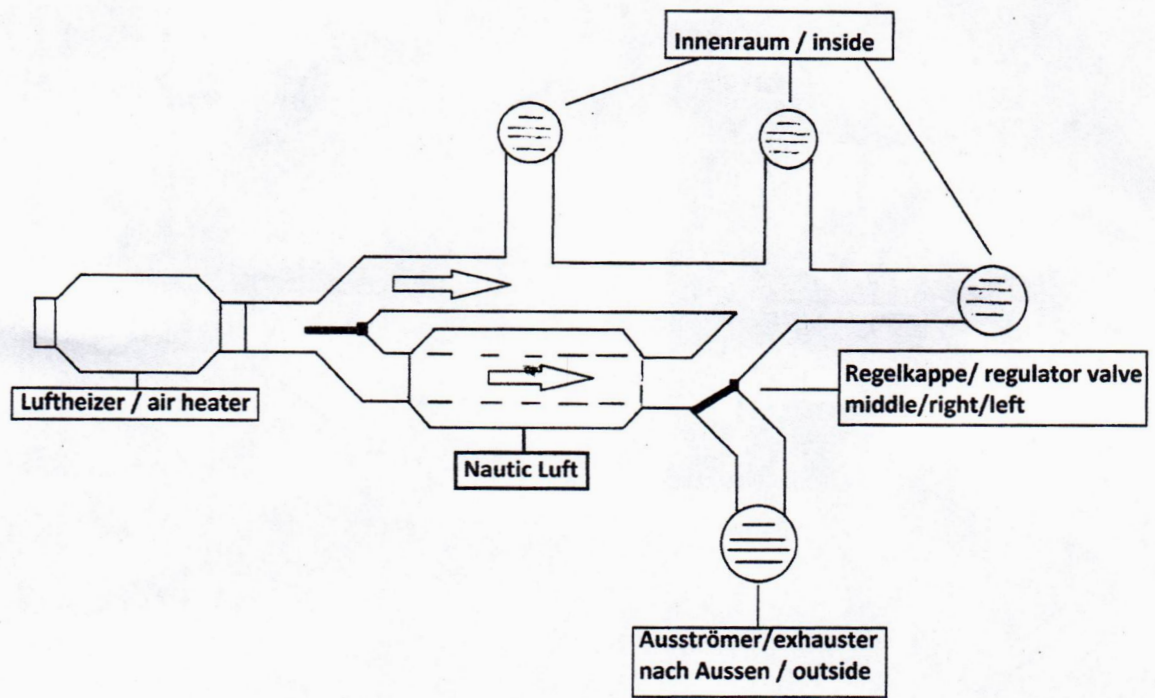 Innenraum / inside
Luftheizer / air heater
Regelkappe/ regulator valve
middle/right/left
Nautic Luft
Ausströmer/exhauster
nach Aussen / outside